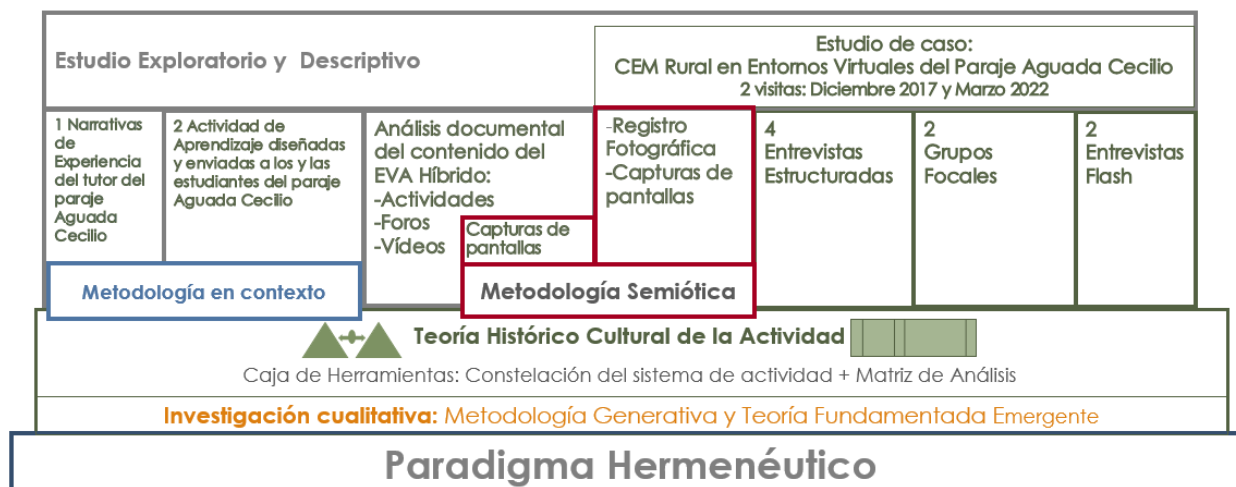 Estudio Exploratorio y Descriptivo
Estudio de caso:
CEM Rural en Entornos Virtuales del Paraje Aguada Cecilio
2 visitas: Diciembre 2017 y Marzo 2022
1 Narrativas
de
Experiencia
del tutor del
paraje
Aguada
Cecilio
2 Actividad de
Aprendizaje diseñadas
y enviadas a los y las
estudiantes del paraje
Aguada Cecilio
Análisis documental
del contenido del
EVA Híbrido:
-Actividades
-Foros
-Vídeos
Capturas de
pantallas
-Registro
Fotográfica
-Capturas de
pantallas
4
Entrevistas
Estructuradas
2
Grupos
Focales
2
Entrevistas
Flash
Metodología en contexto
Metodología Semiótica
Teoría Histórico Cultural de la Actividad
Caja de Herramientas: Constelación del sistema de actividad + Matriz de Análisis
Investigación cualitativa: Metodología Generativa y Teoría Fundamentada Emergente
Paradigma Hermenéutico